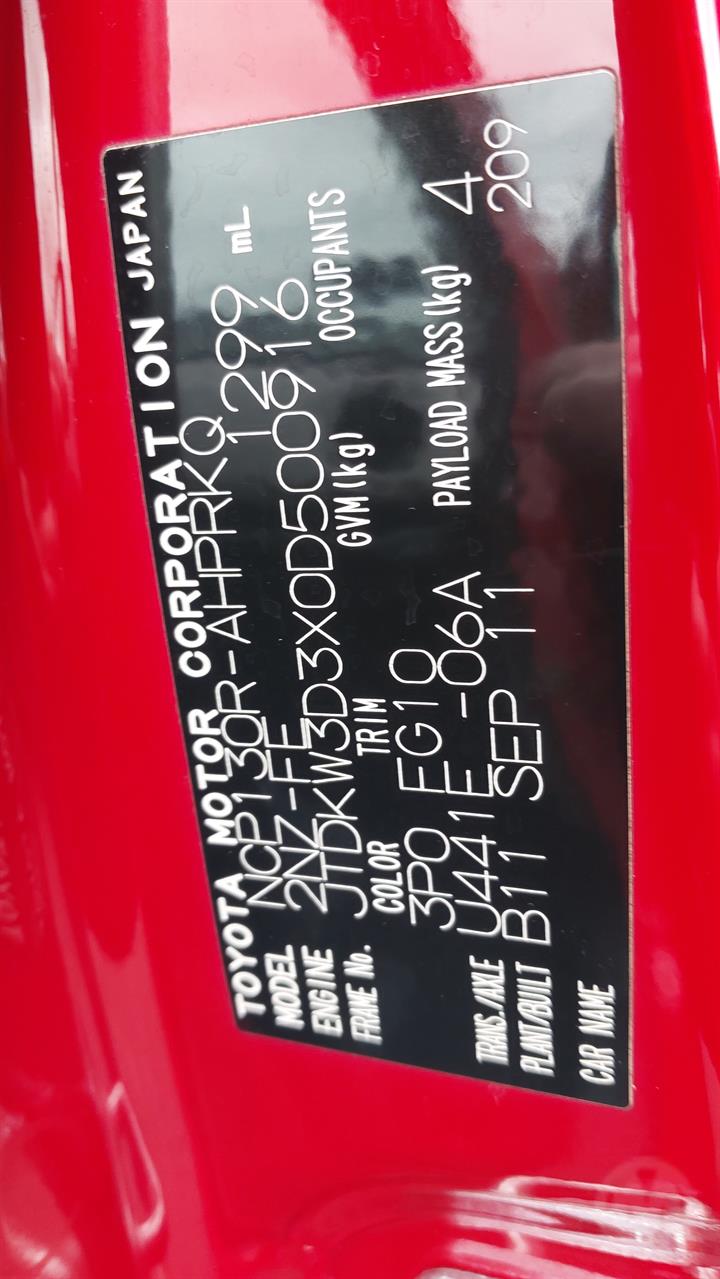 TOYOTA MOTOR CORPORATION JAPAN
MODEL NCP130R-AHPRKQ
ENGINE 2NZ-FE 1299 mL
FRAME No. JTDKW3D3X0D500916
COLOR TRIM GVM(kg) OCCUPANTS
3P0 FG10 4
TRANS./AXLE U441E -06A PAYLOAD MASS(kg) 209
PLANT/BUILT B11 SEP 11
CAR NAME